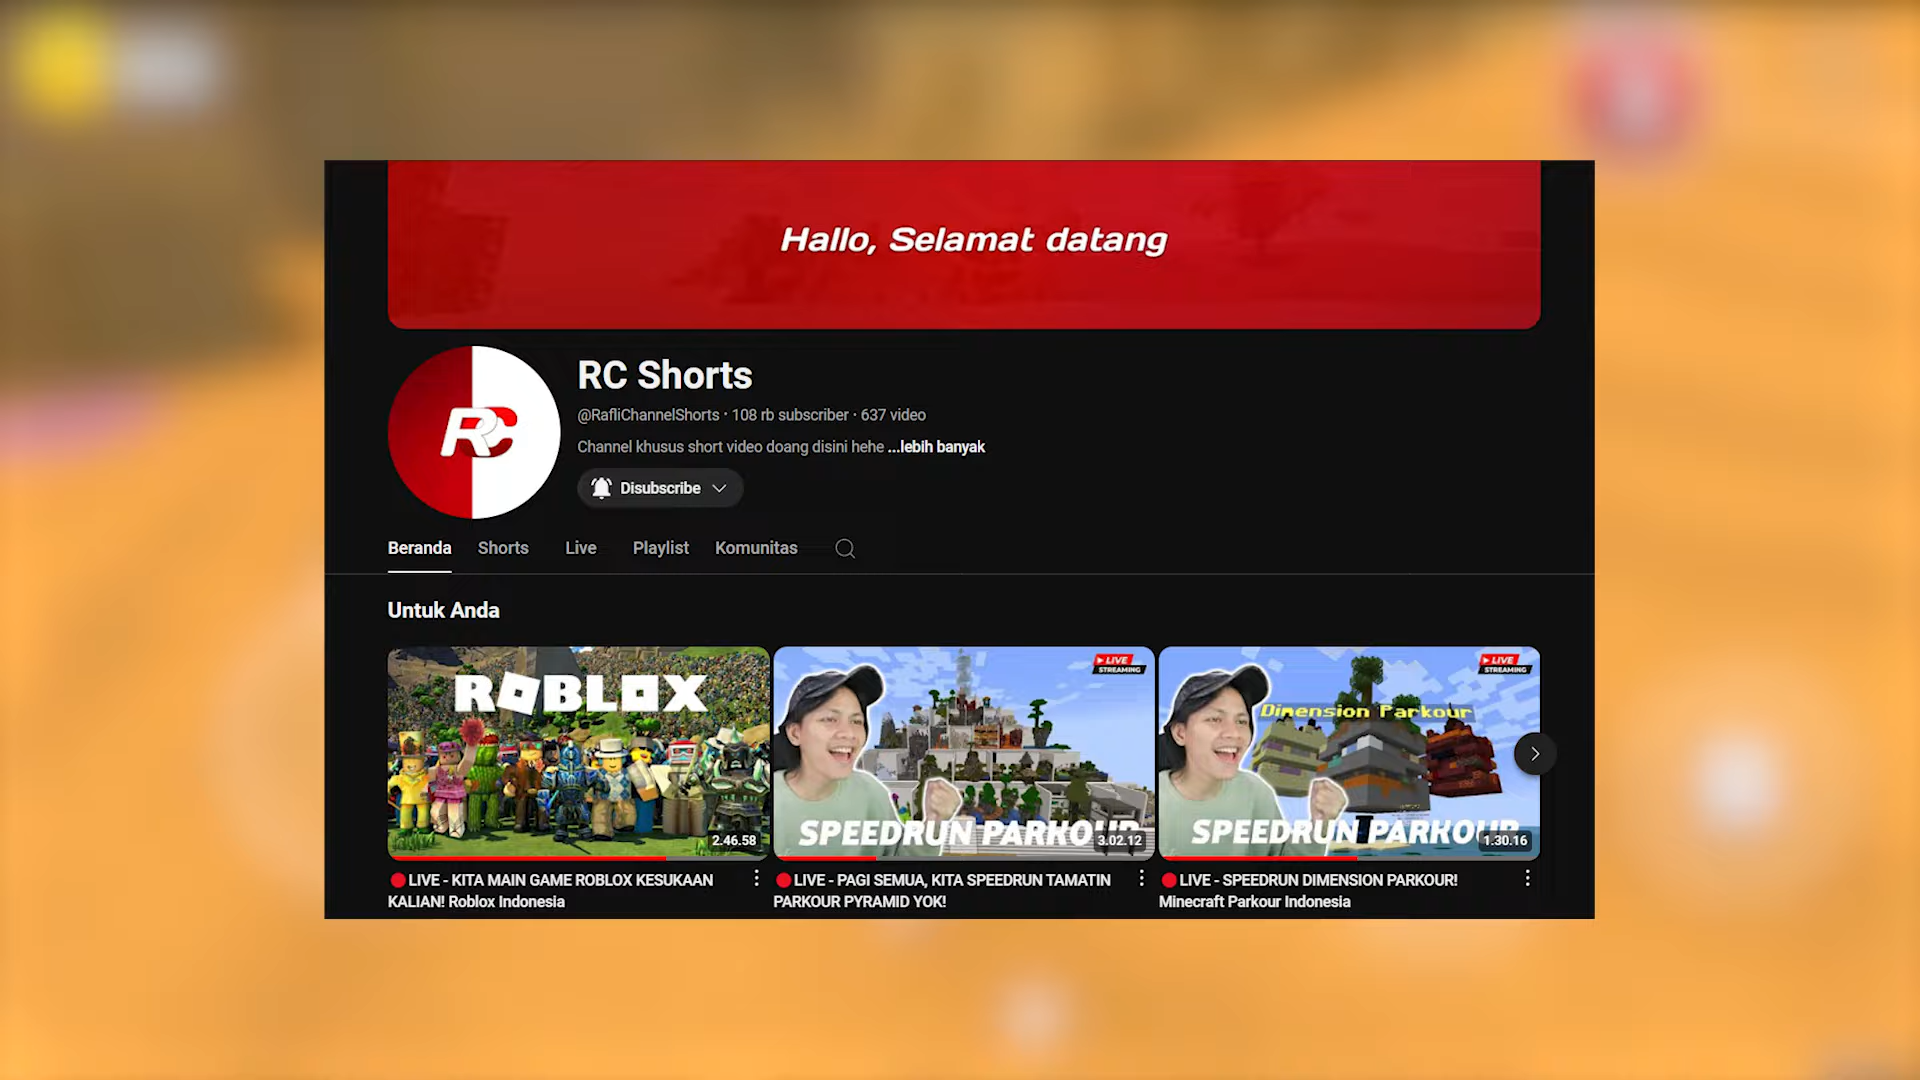 Hallo, Selamat datang
RC
RC Shorts
@RafliChannelShorts · 108 rb subscriber · 637 video
Channel khusus short video doang disini hehe ...lebih banyak
Disubscribe
Beranda Shorts Live Playlist Komunitas
Untuk Anda
ROBLOX
2.46.58
LIVE STREAMING
SPEEDRUN PARKOUR
3.02.12
LIVE STREAMING
Dimension Parkour
SPEEDRUN PARKOUR
1.30.16
LIVE - KITA MAIN GAME ROBLOX KESUKAAN
KALIAN! Roblox Indonesia
LIVE - PAGI SEMUA, KITA SPEEDRUN TAMATIN
PARKOUR PYRAMID YOK!
LIVE - SPEEDRUN DIMENSION PARKOUR!
Minecraft Parkour Indonesia